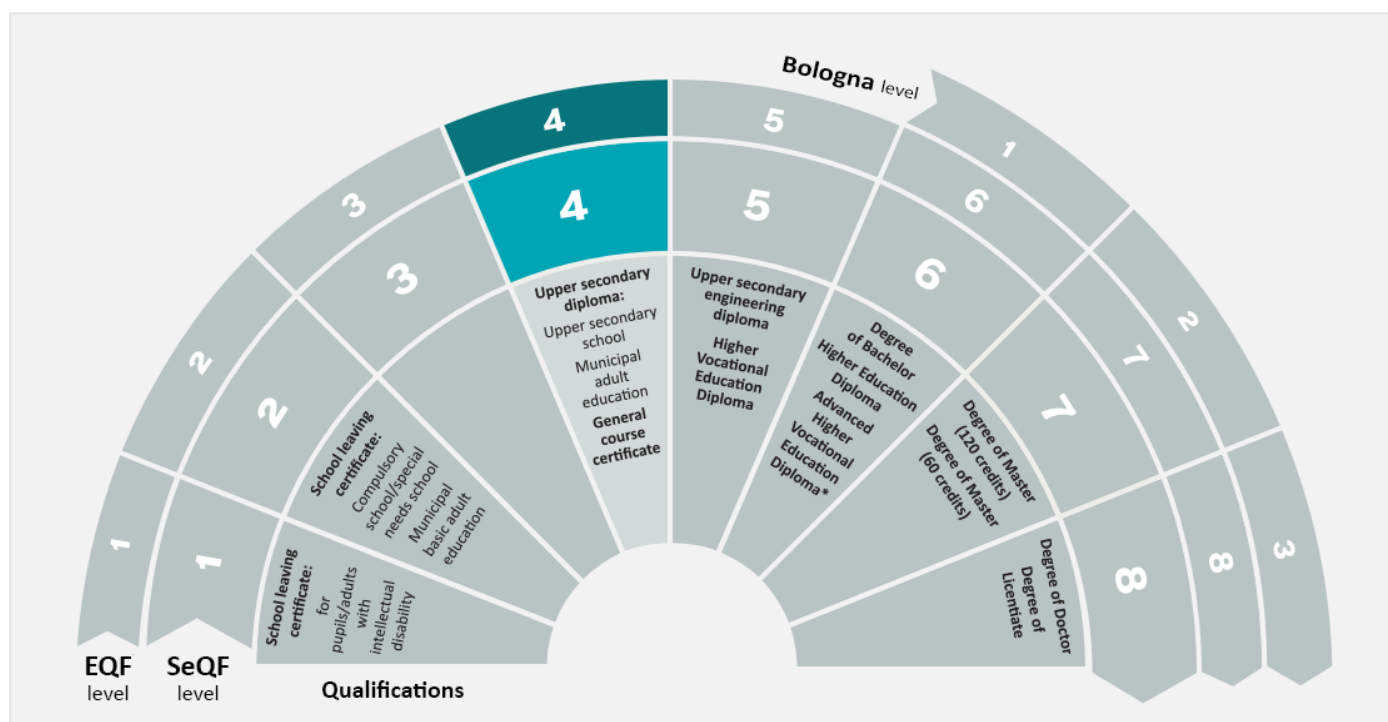 Bologna level
1
2
3
4
5
6
7
8
1
2
3
1
2
3
4
5
6
7
8
School leaving
certificate:
for
pupils/adults
with
intellectual
disability
School leaving
certificate:
Compulsory
school/special
needs school
Municipal
basic adult
education
Upper secondary
diploma:
Upper secondary
school
Municipal
adult
education
General
course
certificate
Upper secondary
engineering
diploma
Higher
Vocational
Education
Diploma
Degree
of Bachelor
Higher Education
Diploma
Advanced
Higher
Vocational
Education
Diploma*
Degree of Master
(120 credits)
Degree of Master
(60 credits)
Degree of Doctor
Degree of
Licentiate
EQF
level
SeQF
level
Qualifications